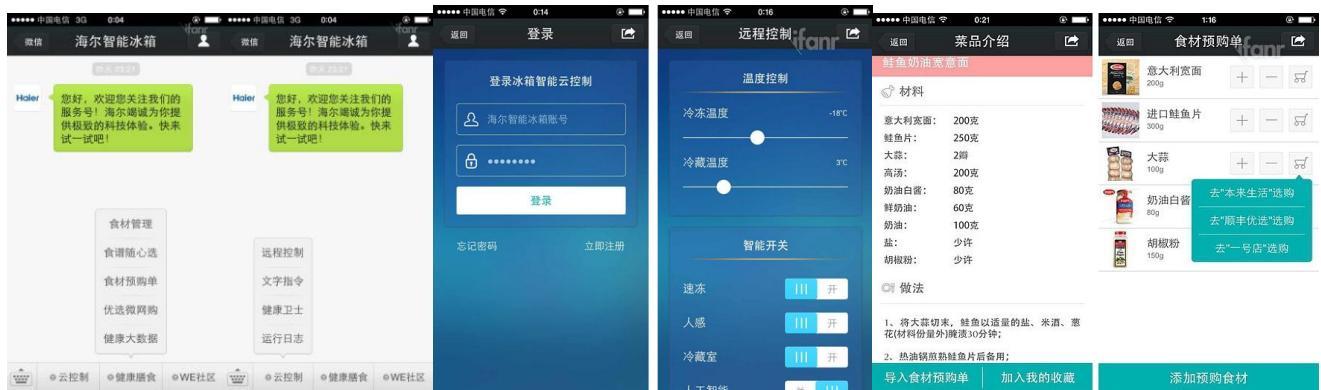 中国电信 3G 0:04
微信 海尔智能冰箱
ifanr
昨天 23:21
Haier
您好，欢迎您关注我们的
服务号！海尔竭诚为你提
供极致的科技体验。快来
试一试吧！
食材管理
食谱随心选
食材预购单
优选微网购
健康大数据
云控制 健康膳食 WE社区
中国电信 3G 0:04
微信 海尔智能冰箱
ifanr
昨天 23:21
Haier
您好，欢迎您关注我们的
服务号！海尔竭诚为你提
供极致的科技体验。快来
试一试吧！
远程控制
文字指令
健康卫士
运行日志
云控制 健康膳食 WE社区
中国电信 0:14
返回 登录
登录冰箱智能云控制
海尔智能冰箱账号
登录
忘记密码 立即注册
中国电信 0:16
返回 远程控制
ifanr
温度控制
冷冻温度 -18℃
冷藏温度 3℃
智能开关
速冻 开
人感 开
冷藏室 开
人工智能 关
中国电信 0:21
返回 菜品介绍
鲑鱼奶油宽意面
材料
意大利宽面： 200克
鲑鱼片： 250克
大蒜： 2瓣
高汤： 200克
奶油白酱： 80克
鲜奶油： 60克
奶油： 100克
盐： 少许
胡椒粉： 少许
做法
1、将大蒜切末，鲑鱼以适量的盐、米酒、葱
花(材料份量外)腌渍30分钟；
2、热油锅煎熟鲑鱼片后备用；
导入食材预购单 加入我的收藏
中国电信 1:16
返回 食材预购单
ifanr
意大利宽面
200g
进口鲑鱼片
300g
大蒜
100g
奶油白酱
80g
胡椒粉
150g
去"本来生活"选购
去"顺丰优选"选购
去"一号店"选购
添加预购食材